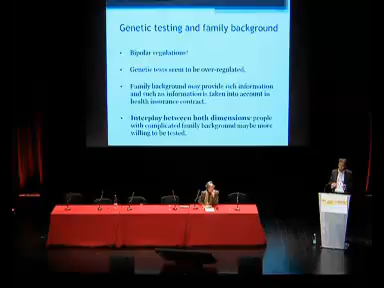 Genetic testing and family background
• Bipolar regulations!
• Genetic tests seem to be over-regulated.
• Family background may provide rich information
and such an information is taken into account in
health insurance contract.
• Interplay between both dimensions: people
with complicated family background maybe more
willing to be tested.